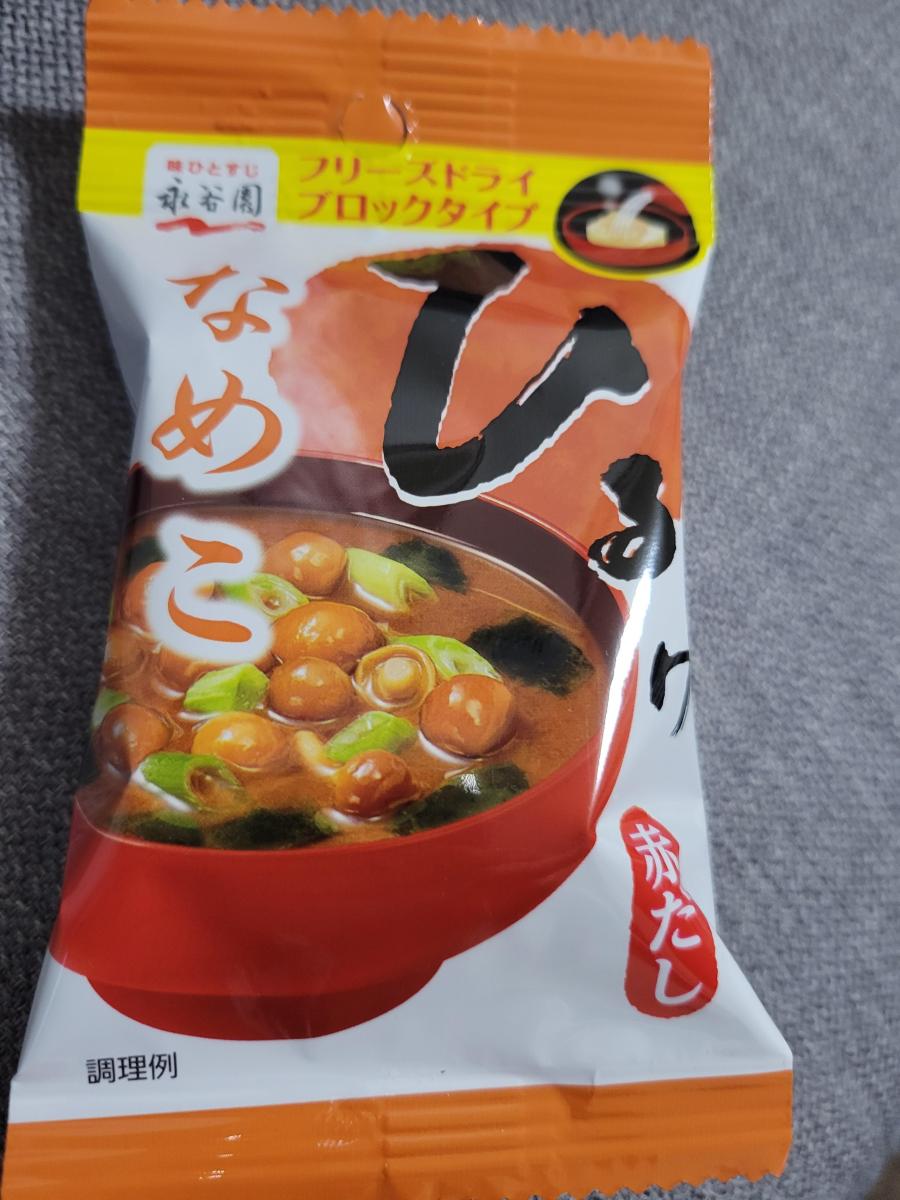 味ひとすじ
永谷園
フリーズドライ
ブロックタイプ
ひるげ
なめこ
赤だし
調理例